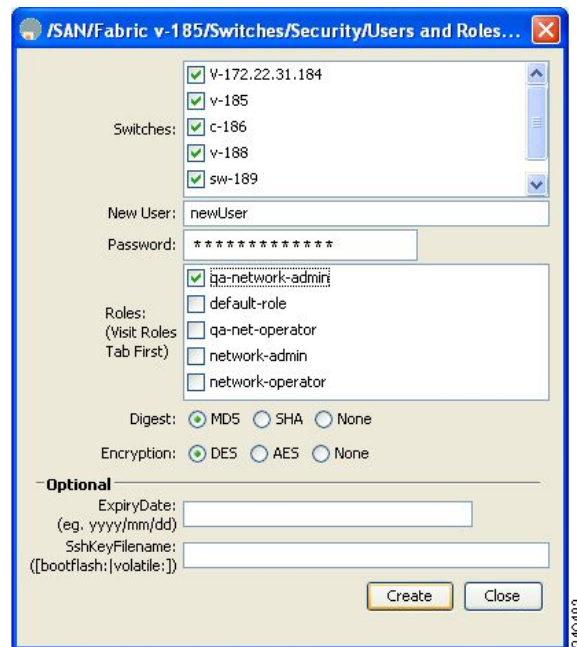 /SAN/Fabric v-185/Switches/Security/Users and Roles...
Switches:
V-172.22.31.184
v-185
c-186
v-188
sw-189
New User: newUser
Password: *************
Roles:
(Visit Roles
Tab First)
qa-network-admin
default-role
qa-net-operator
network-admin
network-operator
Digest: MD5 SHA None
Encryption: DES AES None
Optional
ExpiryDate:
(eg. yyyy/mm/dd)
SshKeyFilename:
([bootflash:|volatile:])
Create Close